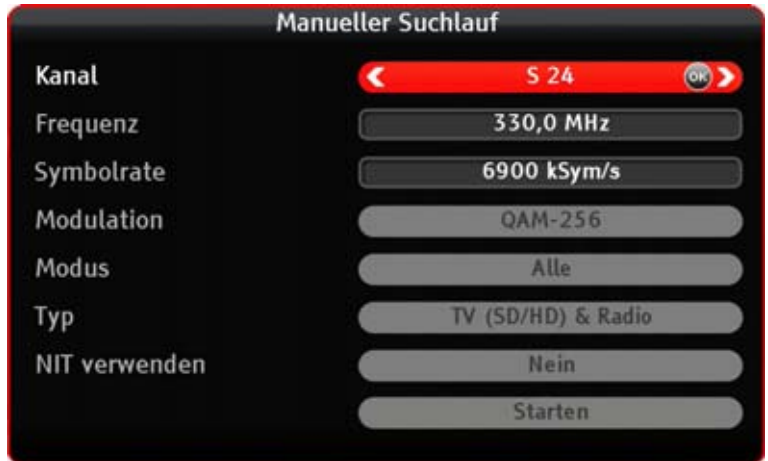 Manueller Suchlauf
Kanal S 24 OK
Frequenz 330,0 MHz
Symbolrate 6900 kSym/s
Modulation QAM-256
Modus Alle
Typ TV (SD/HD) & Radio
NIT verwenden Nein
Starten